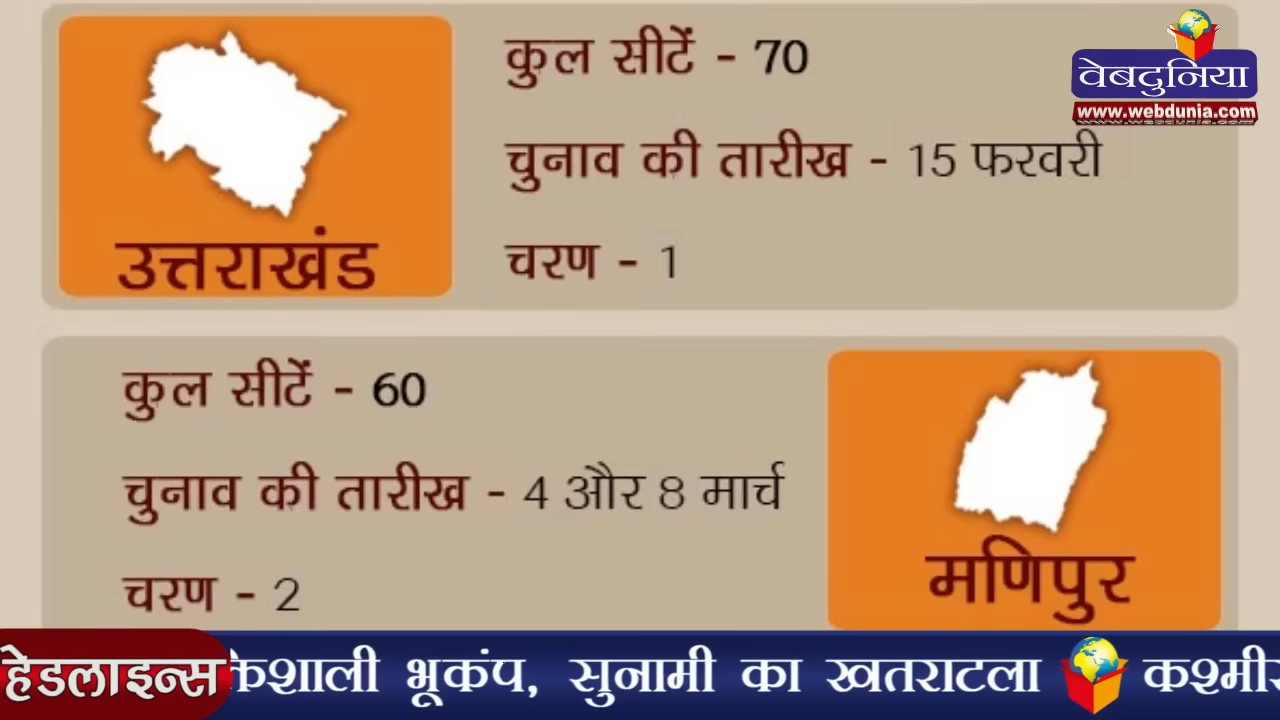 कुल सीटें - 70
वेबदुनिया
www.webdunia.com
चुनाव की तारीख - 15 फरवरी
चरण - 1
उत्तराखंड
कुल सीटें - 60
चुनाव की तारीख - 4 और 8 मार्च
चरण - 2
मणिपुर
हेडलाइन्स
भूकंप, सुनामी का खतराटला